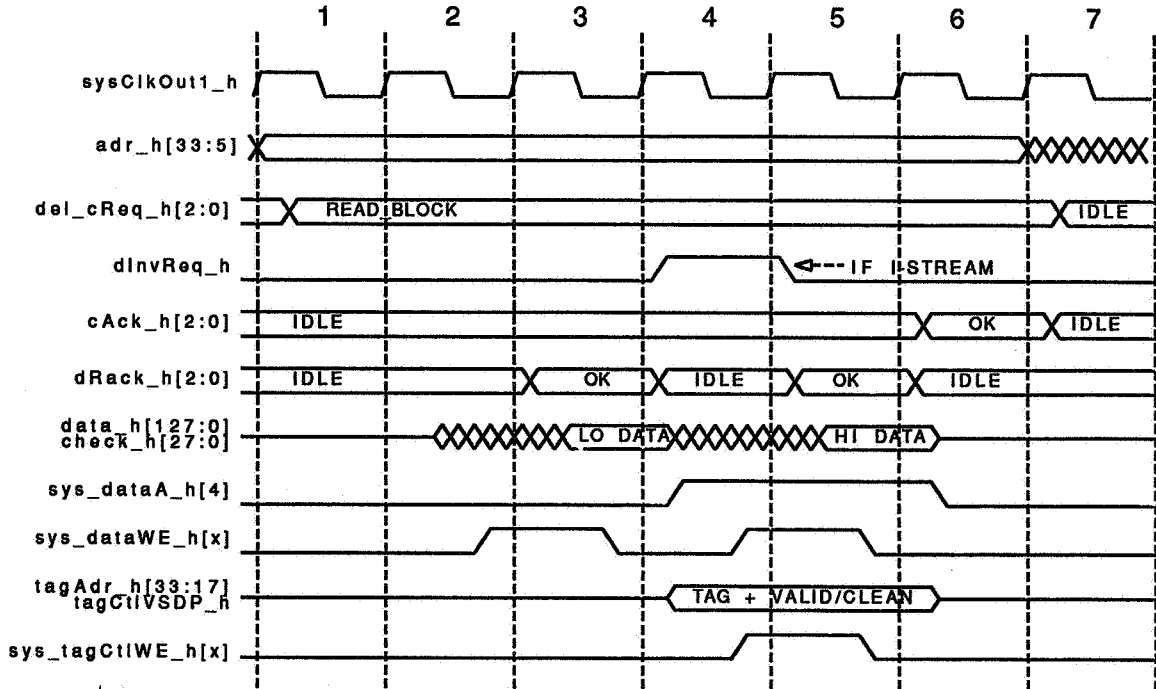 1 2 3 4 5 6 7
sysClkOut1_h
adr_h[33:5]
del_cReq_h[2:0] READ_BLOCK IDLE
dInvReq_h IF I-STREAM
cAck_h[2:0] IDLE OK IDLE
dRack_h[2:0] IDLE OK IDLE OK IDLE
data_h[127:0]
check_h[27:0] LO DATA HI DATA
sys_dataA_h[4]
sys_dataWE_h[x]
tagAdr_h[33:17]
tagCtlVSDP_h TAG + VALID/CLEAN
sys_tagCtlWE_h[x]